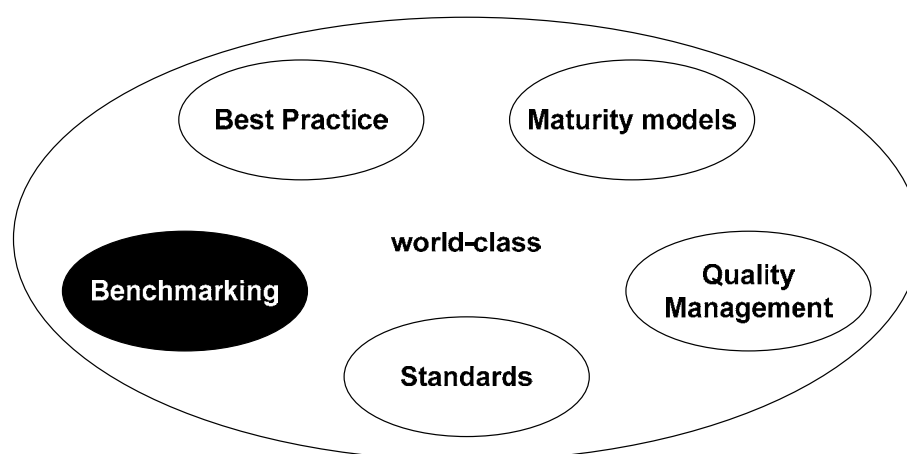 Best Practice
Maturity models
world-class
Benchmarking
Quality
Management
Standards